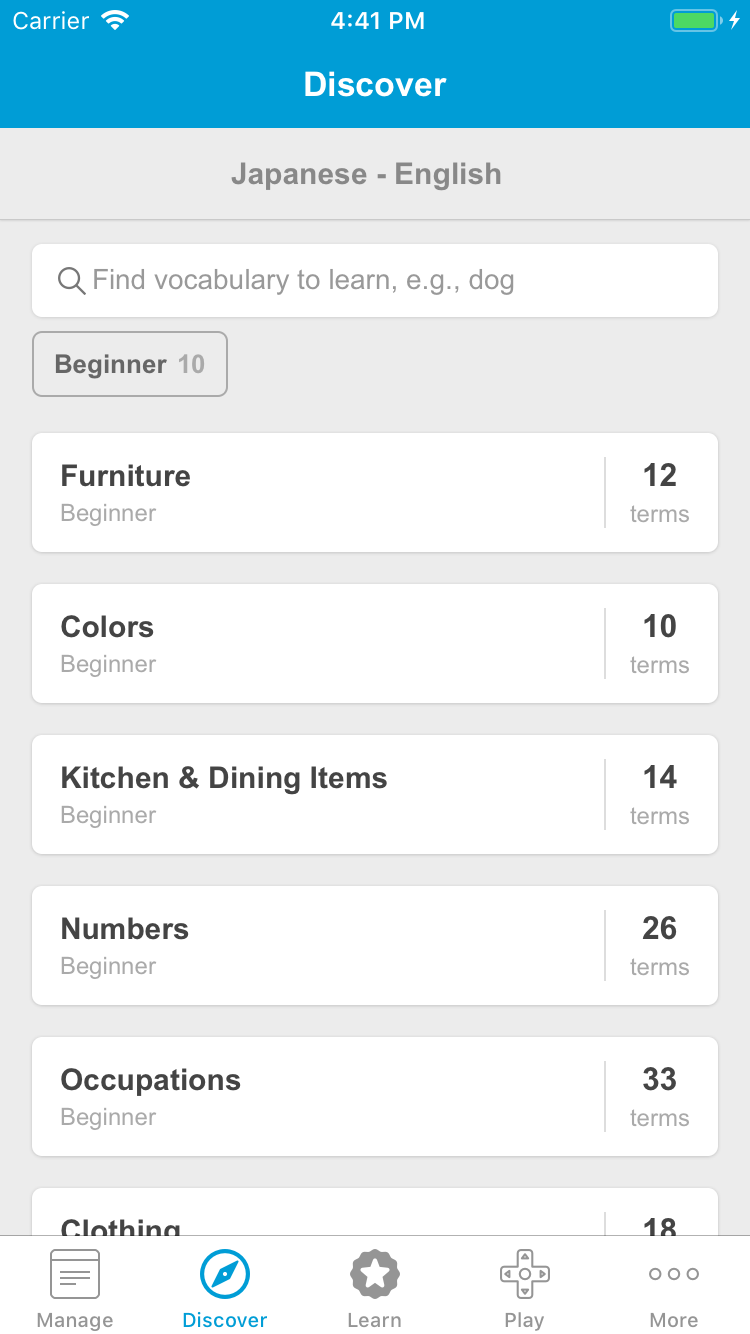 Carrier 4:41 PM
Discover
Japanese - English
Find vocabulary to learn, e.g., dog
Beginner 10
Furniture 12
Beginner terms
Colors 10
Beginner terms
Kitchen & Dining Items 14
Beginner terms
Numbers 26
Beginner terms
Occupations 33
Beginner terms
Clothing 18
Manage Discover Learn Play More